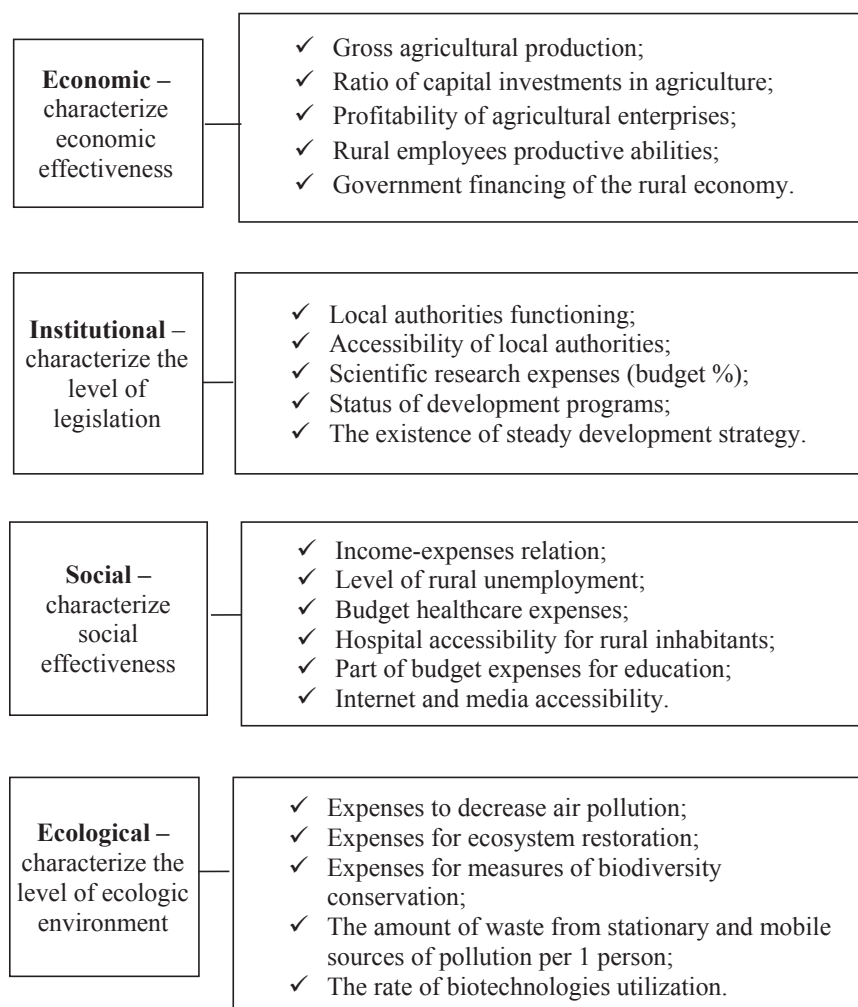 Economic –
characterize
economic
effectiveness
✓ Gross agricultural production;
✓ Ratio of capital investments in agriculture;
✓ Profitability of agricultural enterprises;
✓ Rural employees productive abilities;
✓ Government financing of the rural economy.
Institutional –
characterize the
level of
legislation
✓ Local authorities functioning;
✓ Accessibility of local authorities;
✓ Scientific research expenses (budget %);
✓ Status of development programs;
✓ The existence of steady development strategy.
Social –
characterize
social
effectiveness
✓ Income-expenses relation;
✓ Level of rural unemployment;
✓ Budget healthcare expenses;
✓ Hospital accessibility for rural inhabitants;
✓ Part of budget expenses for education;
✓ Internet and media accessibility.
Ecological –
characterize the
level of ecologic
environment
✓ Expenses to decrease air pollution;
✓ Expenses for ecosystem restoration;
✓ Expenses for measures of biodiversity
conservation;
✓ The amount of waste from stationary and mobile
sources of pollution per 1 person;
✓ The rate of biotechnologies utilization.